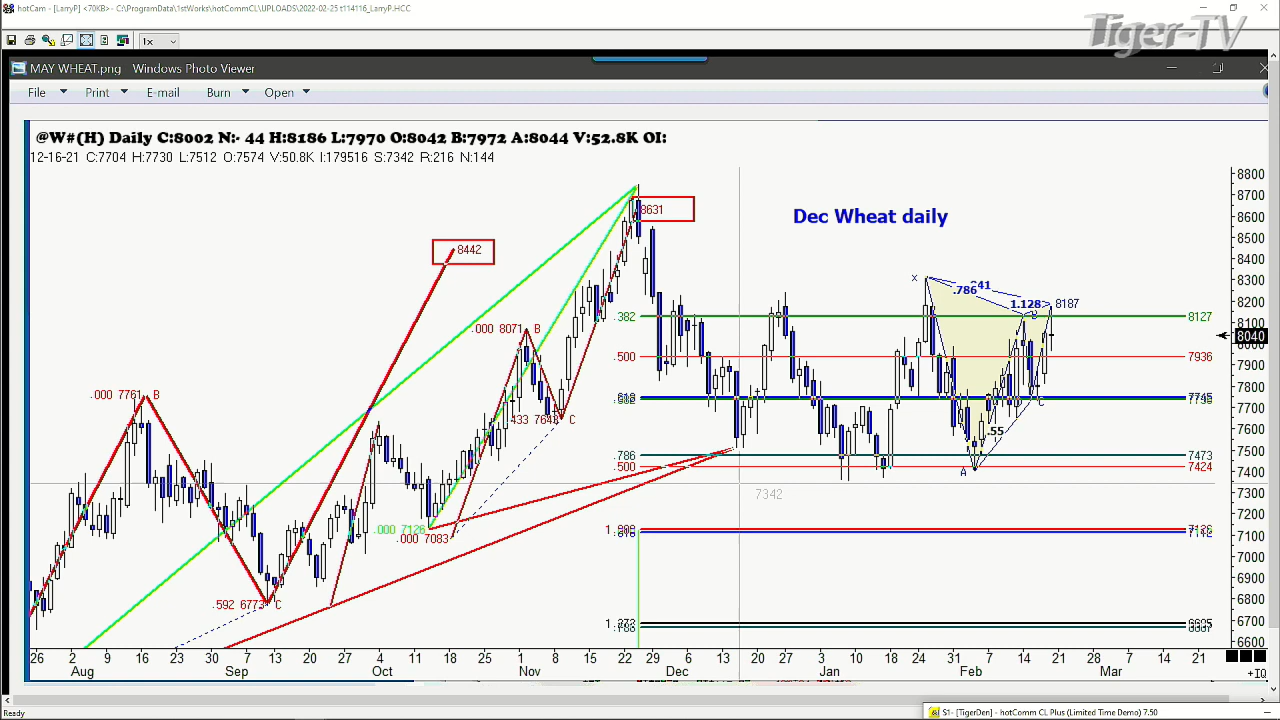 hotCam - [LarryP] <70KB>- C:\ProgramData\1stWorks\hotCommCL\UPLOADS\2022-02-25 t114116_LarryP.HCC
Tiger-TV
1x
MAY WHEAT.png - Windows Photo Viewer
File Print E-mail Burn Open
@W#(H) Daily C:8002 N:- 44 H:8186 L:7970 O:8042 B:7972 A:8044 V:52.8K OI:
12-16-21 C:7704 H:7730 L:7512 O:7574 V:50.8K I:179516 S:7342 R:216 N:144
Dec Wheat daily
8800
8700
8600
8500
8400
8300
8200
8100
8040
8000
7900
7800
7700
7600
7500
7400
7300
7200
7100
7000
6900
6800
6700
6600
8631
8442
X
.786
1.128
8187
.382 8127
.000 8071 B
.500 7936
.000 7761 B
7745
C
.433 7648 C
.55
.786 7473
.500 7424
A
7342
.000 7126
.000 7083
7112
.592 6773 C
26 2 9 16 23 30 7 13 20 27 4 11 18 25 1 8 15 22 29 6 13 20 27 3 10 18 24 31 7 14 21 28 7 14 21
Aug Sep Oct Nov Dec Jan Feb Mar
Ready
S1- [TigerDen] - hotComm CL Plus (Limited Time Demo) 7.50